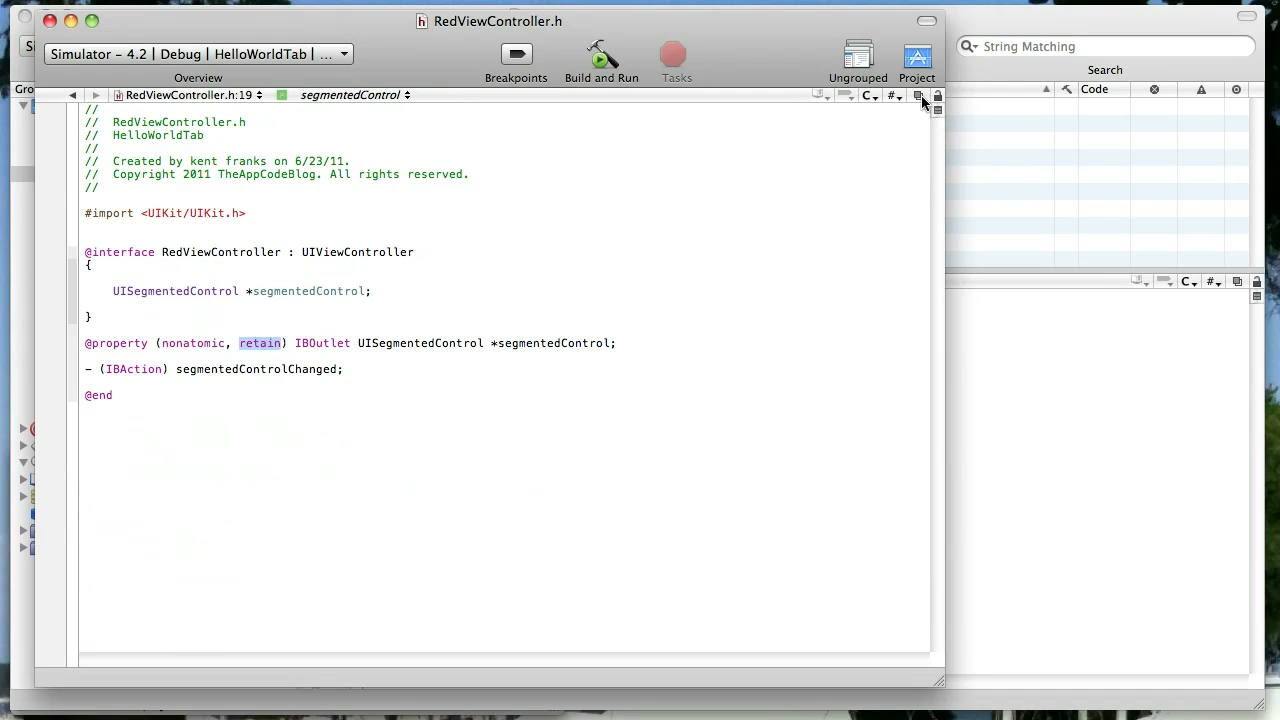 RedViewController.h
Simulator – 4.2 | Debug | HelloWorldTab | ...
Overview
Breakpoints
Build and Run
Tasks
Ungrouped
Project
String Matching
Search
RedViewController.h:19
segmentedControl
C
#
Gro
Code
//
// RedViewController.h
// HelloWorldTab
//
// Created by kent franks on 6/23/11.
// Copyright 2011 TheAppCodeBlog. All rights reserved.
//
#import <UIKit/UIKit.h>
@interface RedViewController : UIViewController
{
UISegmentedControl *segmentedControl;
}
@property (nonatomic, retain) IBOutlet UISegmentedControl *segmentedControl;
- (IBAction) segmentedControlChanged;
@end
C
#